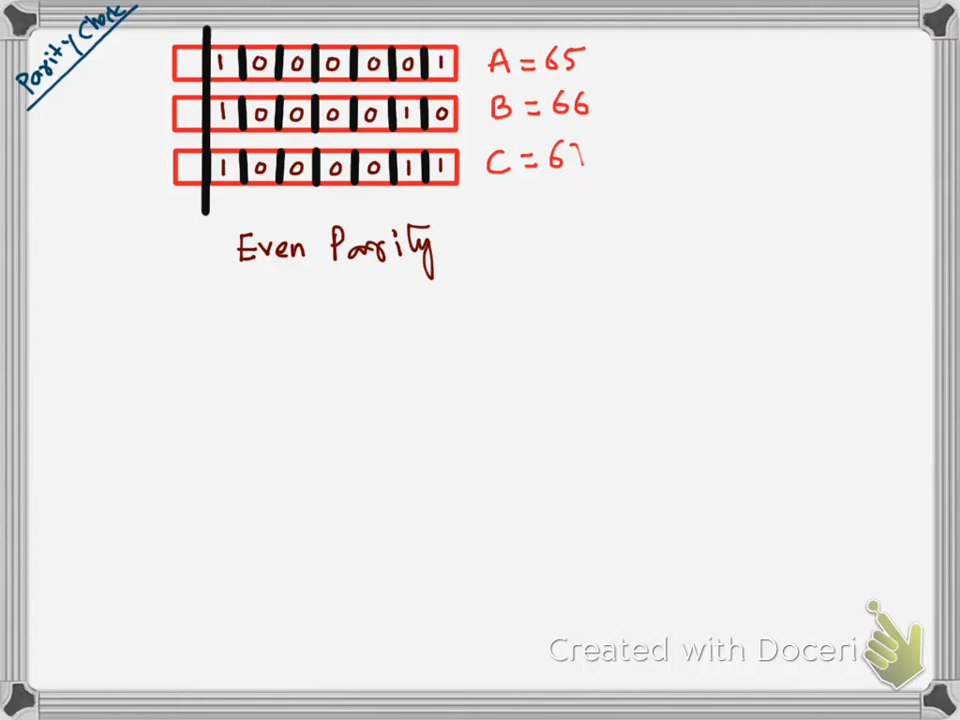 Parity Check
1 0 0 0 0 0 1 A = 65
1 0 0 0 0 1 0 B = 66
1 0 0 0 0 1 1 C = 67
Even Parity
Created with Doceri